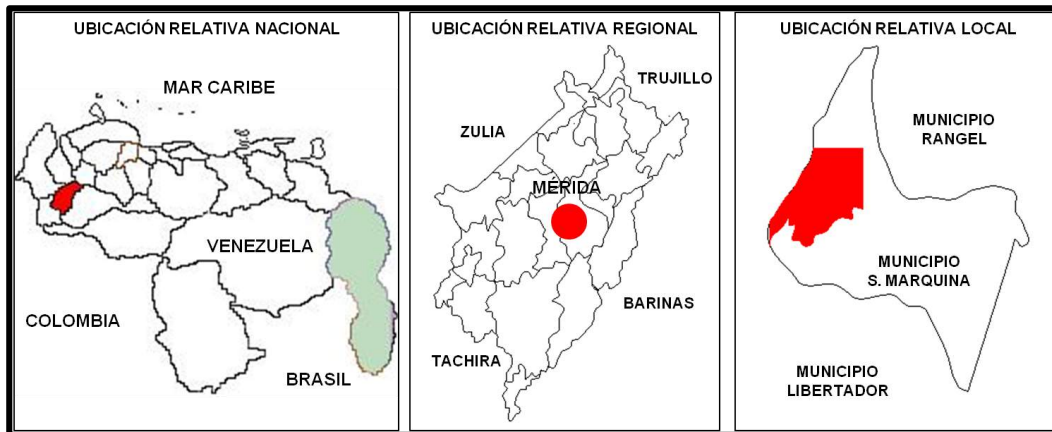 UBICACIÓN RELATIVA NACIONAL
MAR CARIBE
VENEZUELA
COLOMBIA
BRASIL
UBICACIÓN RELATIVA REGIONAL
TRUJILLO
ZULIA
MÉRIDA
BARINAS
TACHIRA
UBICACIÓN RELATIVA LOCAL
MUNICIPIO
RANGEL
MUNICIPIO
S. MARQUINA
MUNICIPIO
LIBERTADOR